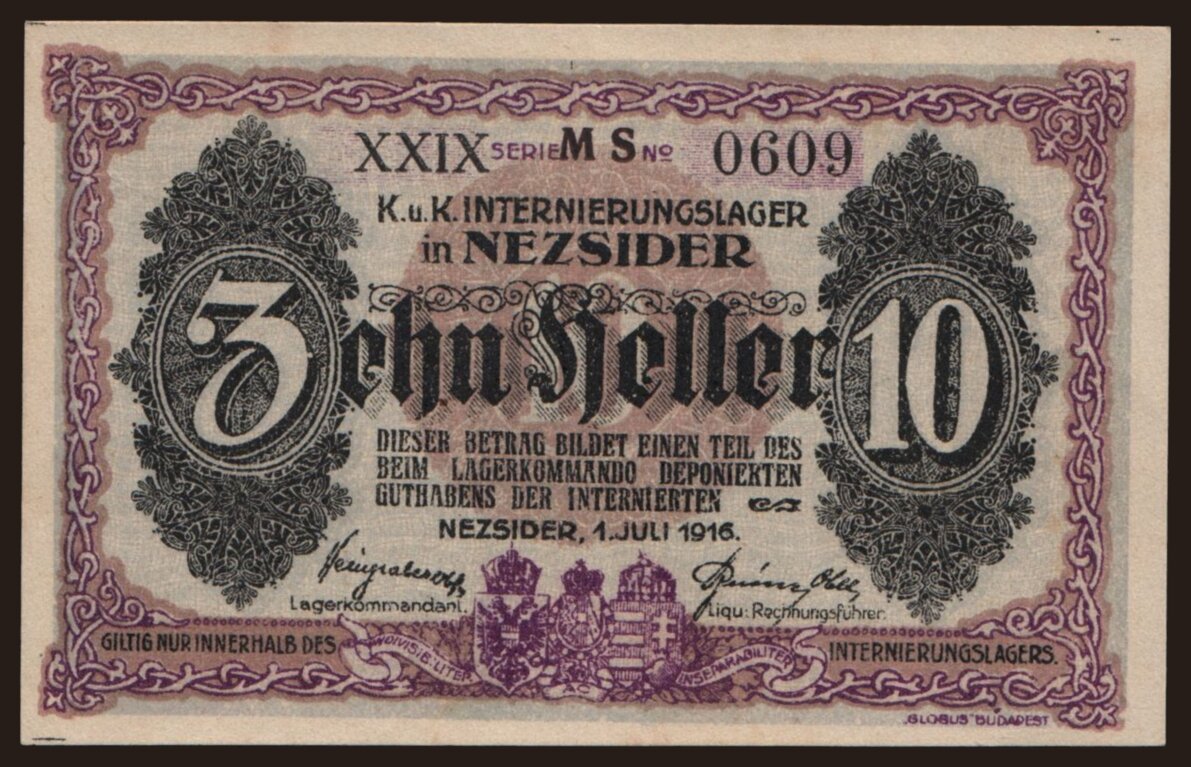 XXIX SERIE M S No 0609
K.u.K. INTERNIERUNGSLAGER
in NEZSIDER
Zehn Heller 10
DIESER BETRAG BILDET EINEN TEIL DES
BEIM LAGERKOMMANDO DEPONIERTEN
GUTHABENS DER INTERNIERTEN
NEZSIDER, 1. JULI 1916.
Lagerkommandant. Liqu: Rechnungsführer.
GILTIG NUR INNERHALB DES INDIVISIBILITER INSEPARABILITER INTERNIERUNGSLAGERS.
„GLOBUS" BUDAPEST